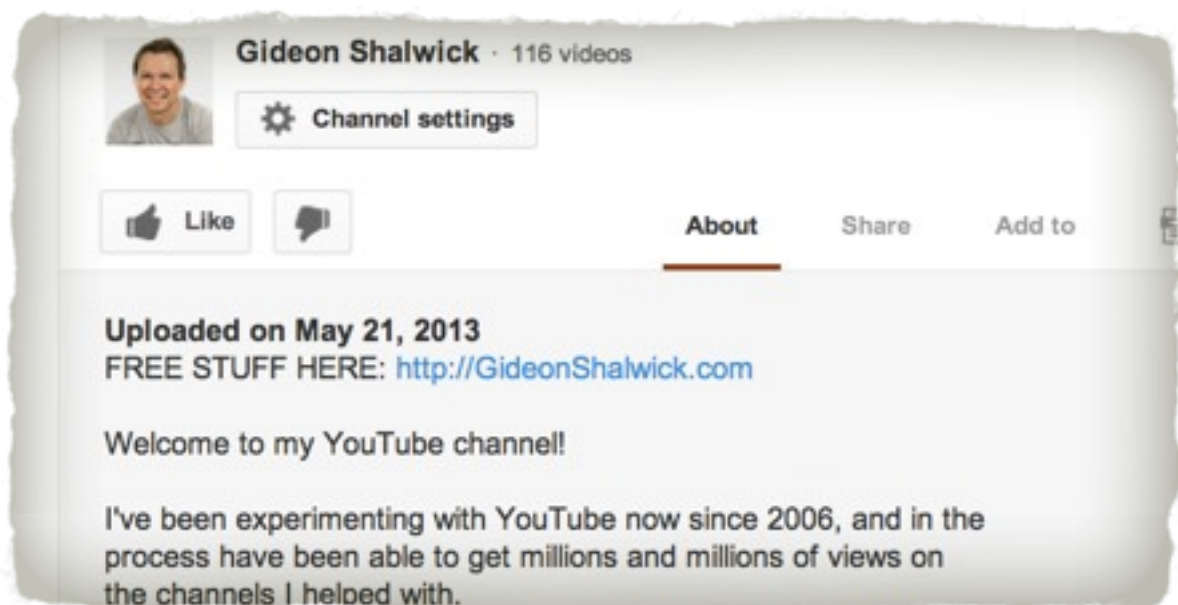 Gideon Shalwick · 116 videos
Channel settings
Like
About Share Add to
Uploaded on May 21, 2013
FREE STUFF HERE: http://GideonShalwick.com
Welcome to my YouTube channel!
I've been experimenting with YouTube now since 2006, and in the
process have been able to get millions and millions of views on
the channels I helped with.